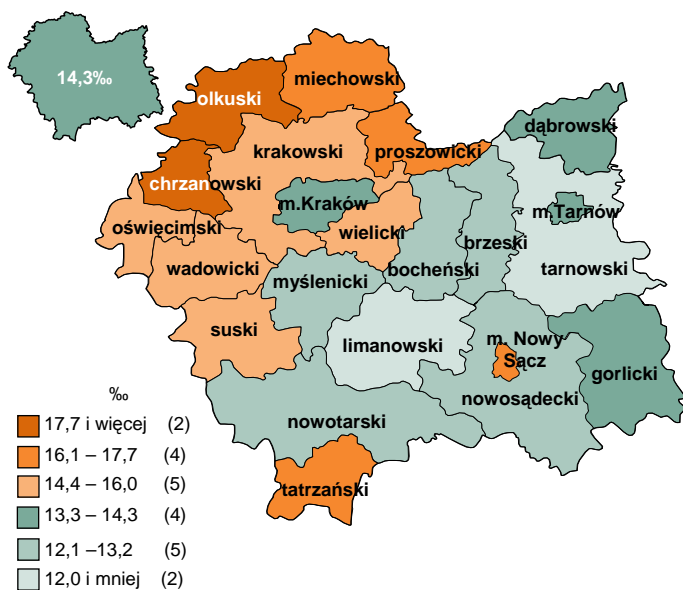 14,3‰
olkuski
miechowski
dąbrowski
krakowski
proszowicki
chrzanowski
m.Kraków
m.Tarnów
oświęcimski
wielicki
brzeski
wadowicki
bocheński
tarnowski
myślenicki
suski
limanowski
m. Nowy
Sącz
gorlicki
nowosądecki
nowotarski
tatrzański
‰
17,7 i więcej (2)
16,1 – 17,7 (4)
14,4 – 16,0 (5)
13,3 – 14,3 (4)
12,1 –13,2 (5)
12,0 i mniej (2)